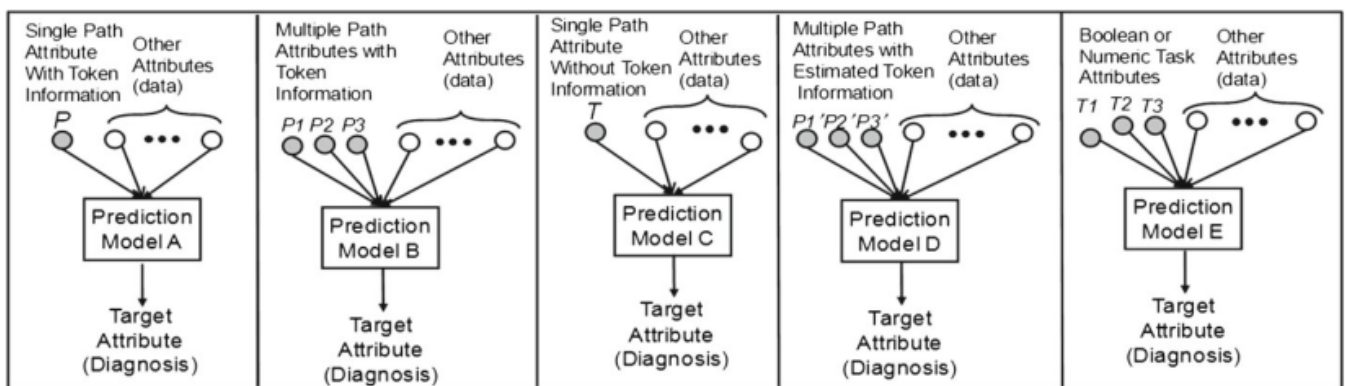 Single Path
Attribute
With Token
Information
Other
Attributes
(data)
P
Prediction
Model A
Target
Attribute
(Diagnosis)
Multiple Path
Attributes with
Token
Information
Other
Attributes
(data)
P1 P2 P3
Prediction
Model B
Target
Attribute
(Diagnosis)
Single Path
Attribute
Without Token
Information
Other
Attributes
(data)
T
Prediction
Model C
Target
Attribute
(Diagnosis)
Multiple Path
Attributes with
Estimated Token
Information
Other
Attributes
(data)
P1'P2'P3'
Prediction
Model D
Target
Attribute
(Diagnosis)
Boolean or
Numeric Task
Attributes
Other
Attributes
(data)
T1 T2 T3
Prediction
Model E
Target
Attribute
(Diagnosis)